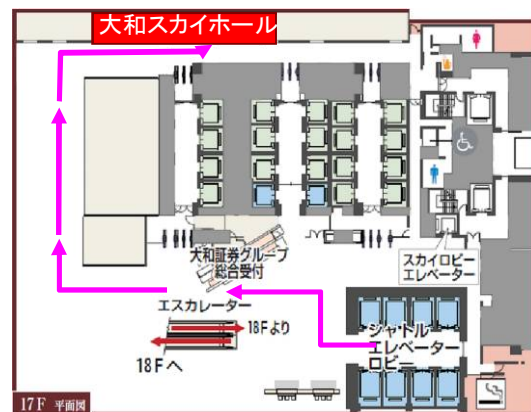 大和スカイホール
大和証券グループ
総合受付
スカイロビー
エレベーター
エスカレーター
18Fより
18Fへ
シャトル
エレベーター
ロビー
17F 平面図